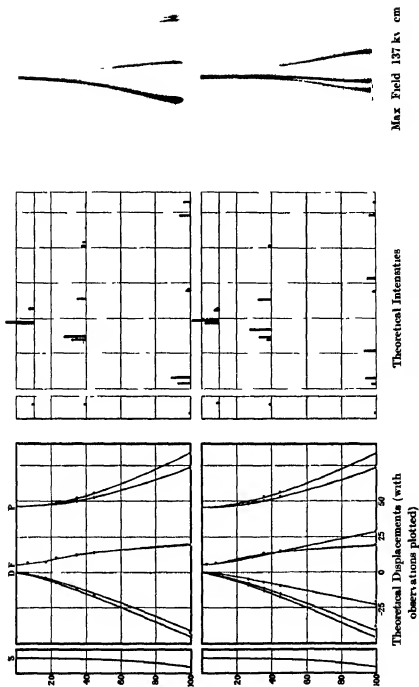 S
D F
P
20
40
60
80
100
20
40
60
80
100
-25
0
25
50
Theoretical Displacements (with
observations plotted)
Theoretical Intensities
Max Field 137 kv cm